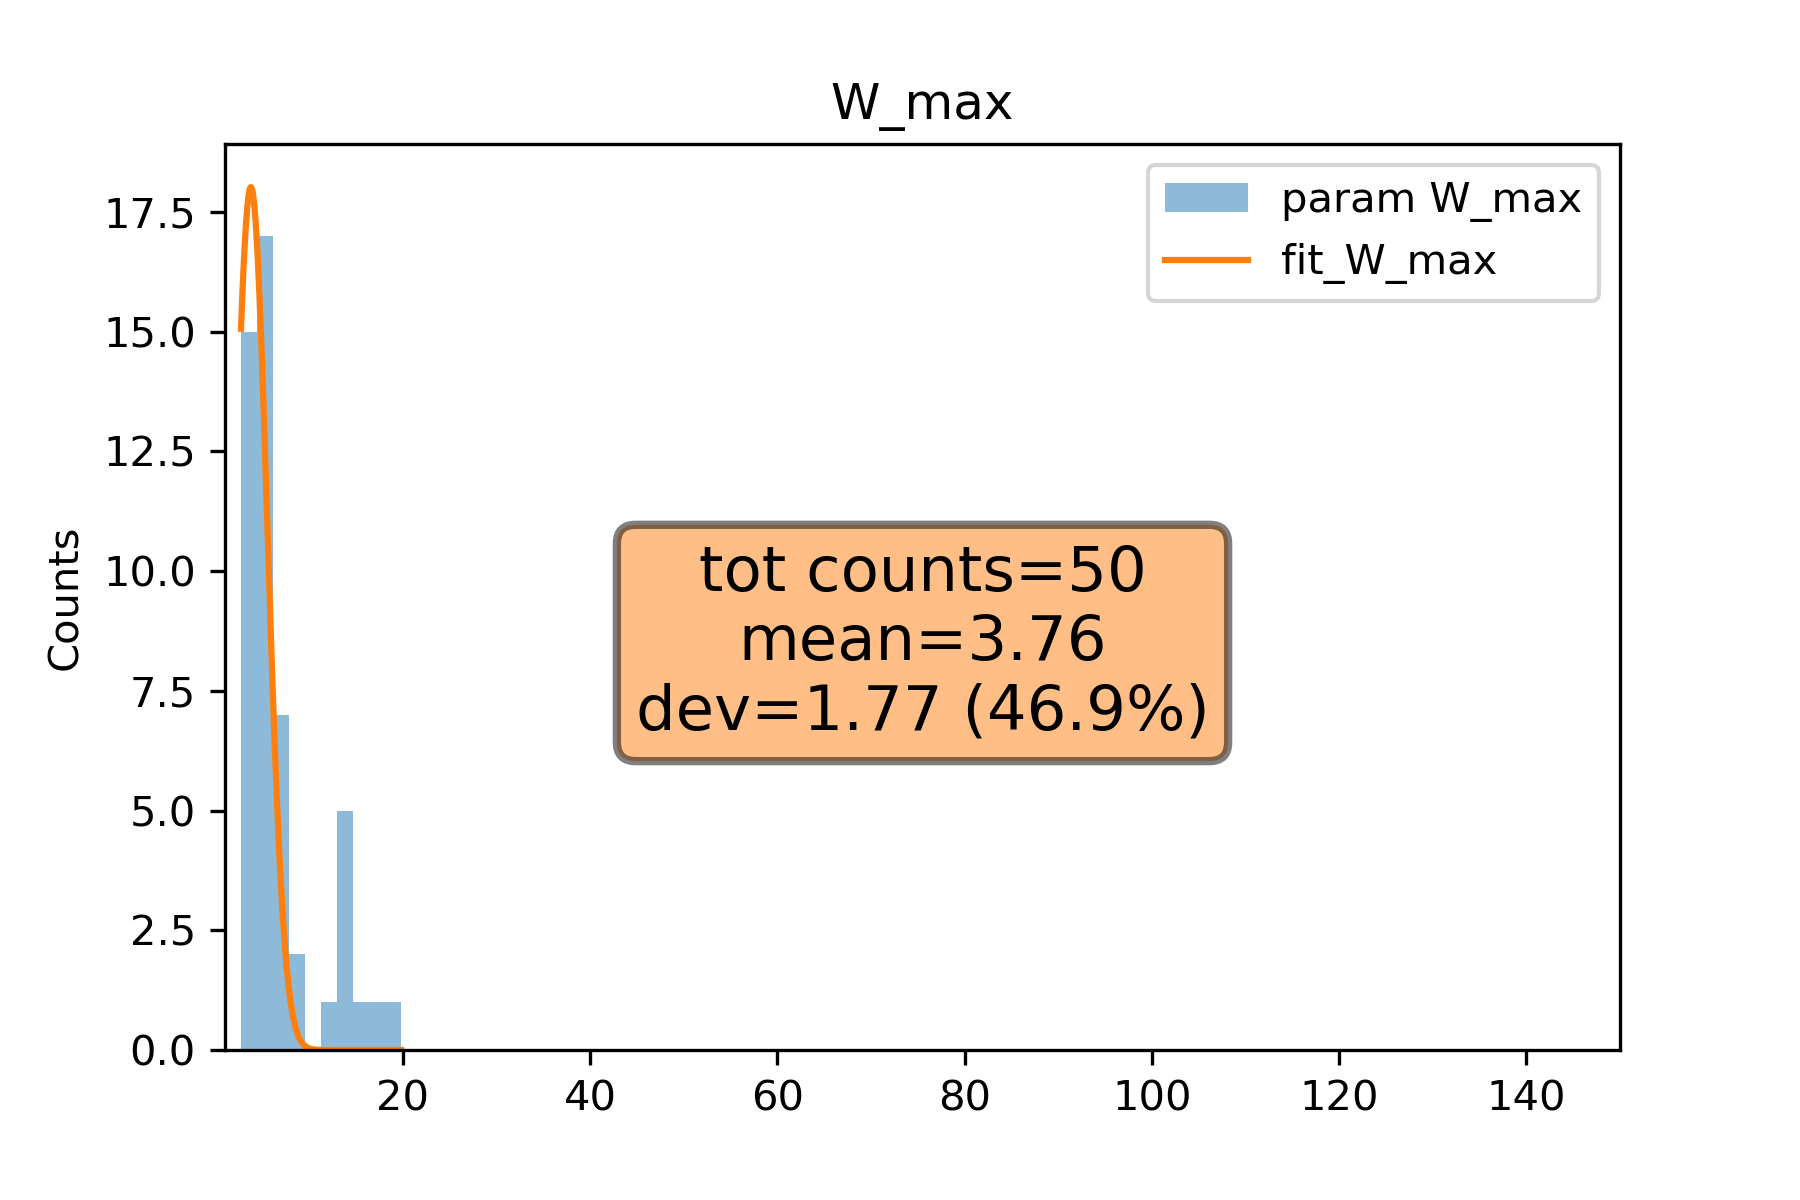 W_max
param W_max
fit_W_max
Counts
17.5
15.0
12.5
10.0
7.5
5.0
2.5
0.0
tot counts=50
mean=3.76
dev=1.77 (46.9%)
20 40 60 80 100 120 140